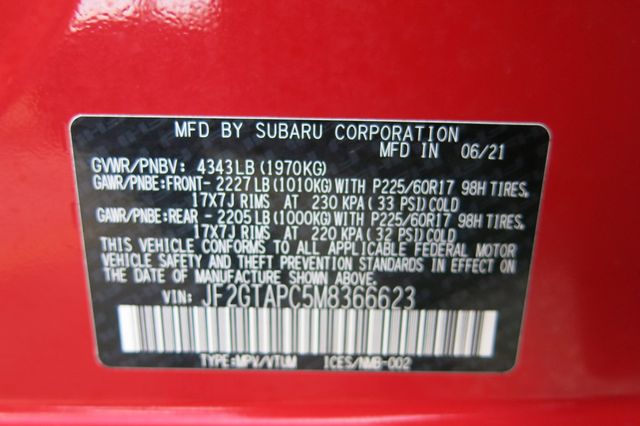 MFD BY SUBARU CORPORATION
MFD IN 06/21
GVWR/PNBV: 4343LB (1970KG)
GAWR/PNBE:FRONT- 2227LB (1010KG) WITH P225/60R17 98H TIRES,
17X7J RIMS AT 230 KPA ( 33 PSI) COLD
GAWR/PNBE:REAR - 2205LB (1000KG) WITH P225/60R17 98H TIRES,
17X7J RIMS AT 220 KPA ( 32 PSI) COLD
THIS VEHICLE CONFORMS TO ALL APPLICABLE FEDERAL MOTOR
VEHICLE SAFETY AND THEFT PREVENTION STANDARDS IN EFFECT ON
THE DATE OF MANUFACTURE SHOWN ABOVE.
VIN: JF2GTAPC5M8366623
TYPE:MPV/VTUM ICES/NMB-002